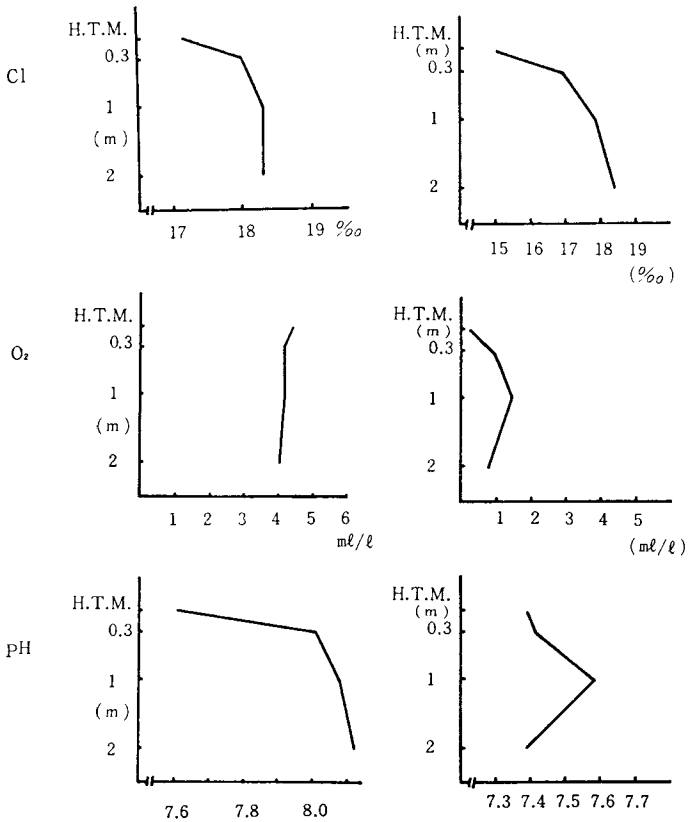 Cl
H.T.M.
0.3
1
(m)
2
17 18 19 ‰
H.T.M.
(m)
0.3
1
2
15 16 17 18 19
(‰)
O₂
H.T.M.
0.3
1
(m)
2
1 2 3 4 5 6
mℓ/ℓ
H.T.M.
(m)
0.3
1
2
1 2 3 4 5
(mℓ/ℓ)
pH
H.T.M.
0.3
1
(m)
2
7.6 7.8 8.0
H.T.M.
(m)
0.3
1
2
7.3 7.4 7.5 7.6 7.7